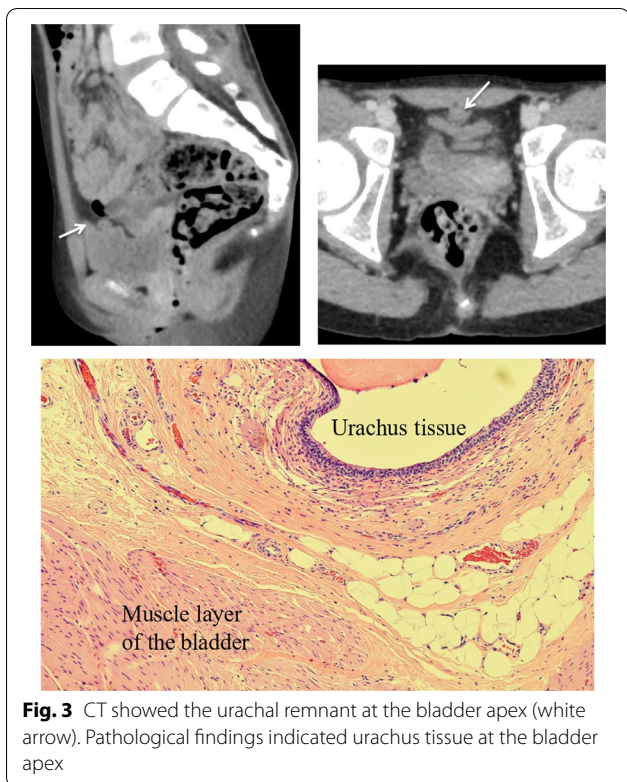 Urachus tissue
Muscle layer
of the bladder
Fig. 3 CT showed the urachal remnant at the bladder apex (white
arrow). Pathological findings indicated urachus tissue at the bladder
apex